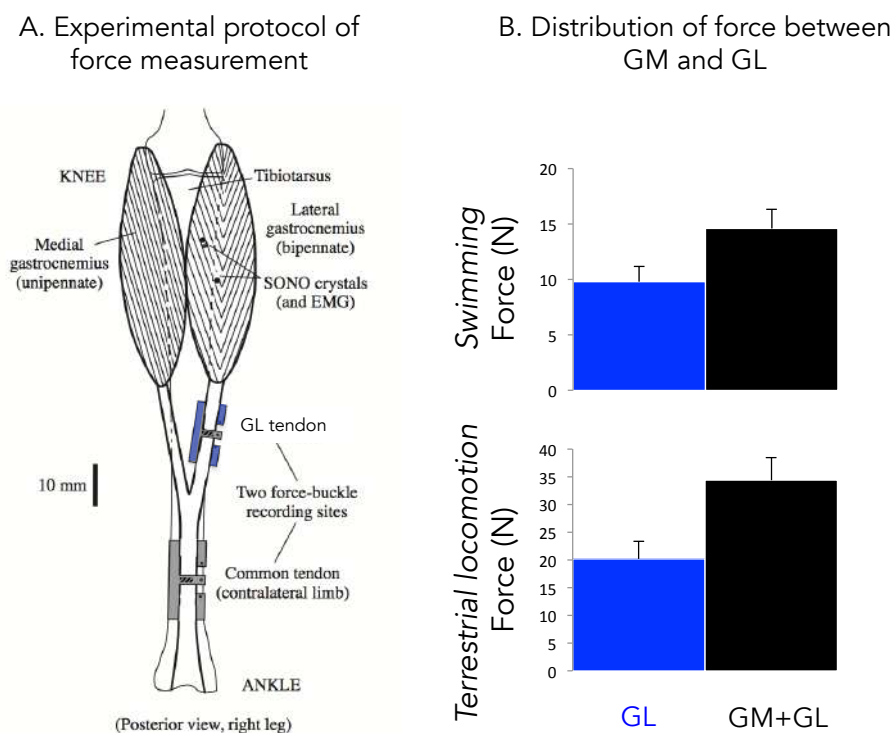 A. Experimental protocol of
force measurement
KNEE
Tibiotarsus
Medial
gastrocnemius
(unipennate)
Lateral
gastrocnemius
(bipennate)
SONO crystals
(and EMG)
GL tendon
10 mm
Two force-buckle
recording sites
Common tendon
(contralateral limb)
ANKLE
(Posterior view, right leg)
B. Distribution of force between
GM and GL
Swimming
Force (N)
20
15
10
5
0
Terrestrial locomotion
Force (N)
40
35
30
25
20
15
10
5
0
GL
GM+GL